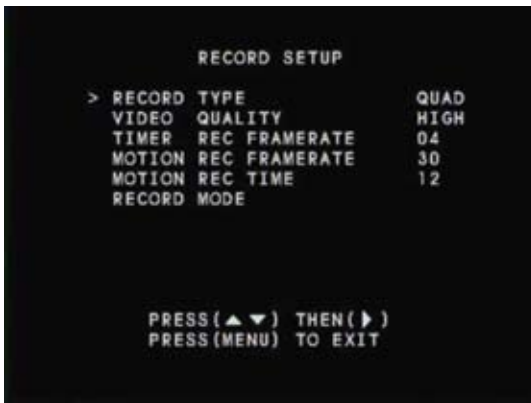 RECORD SETUP
> RECORD TYPE QUAD
VIDEO QUALITY HIGH
TIMER REC FRAMERATE 04
MOTION REC FRAMERATE 30
MOTION REC TIME 12
RECORD MODE
PRESS(▲ ▼) THEN(▶)
PRESS(MENU) TO EXIT